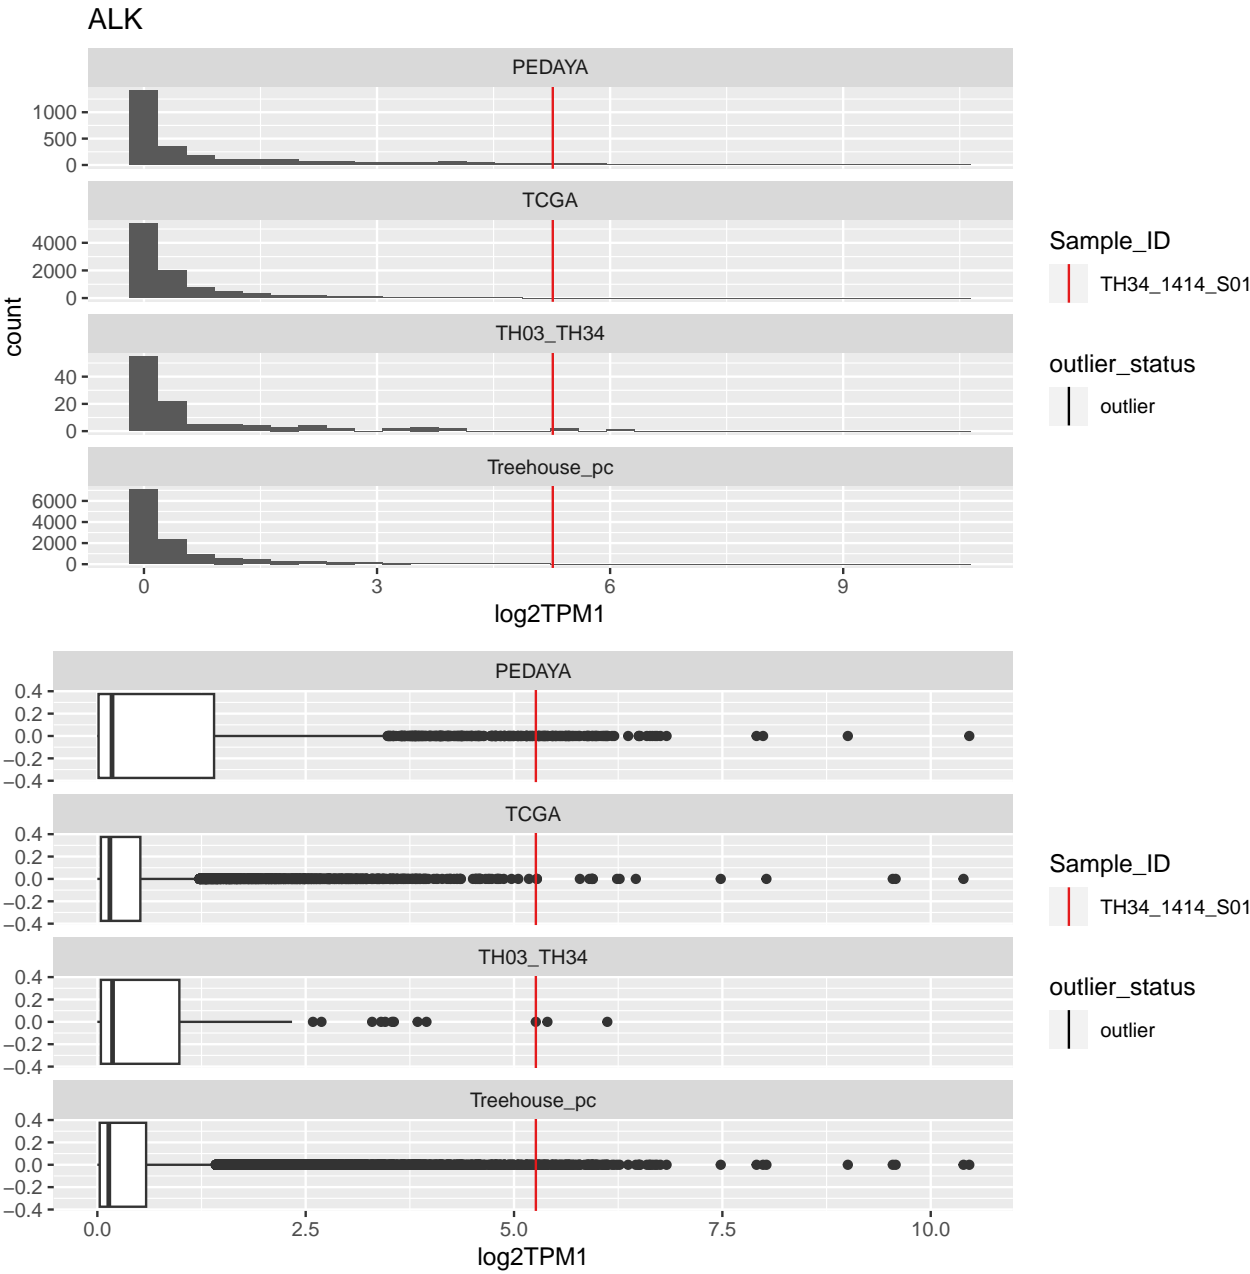 ALK
PEDAYA
1000
500
0
TCGA
4000
2000
0
TH03_TH34
40
20
0
Treehouse_pc
6000
4000
2000
0
count
0 3 6 9
log2TPM1
Sample_ID
TH34_1414_S01
outlier_status
outlier
PEDAYA
0.4
0.2
0.0
−0.2
−0.4
TCGA
0.4
0.2
0.0
−0.2
−0.4
TH03_TH34
0.4
0.2
0.0
−0.2
−0.4
Treehouse_pc
0.4
0.2
0.0
−0.2
−0.4
0.0 2.5 5.0 7.5 10.0
log2TPM1
Sample_ID
TH34_1414_S01
outlier_status
outlier